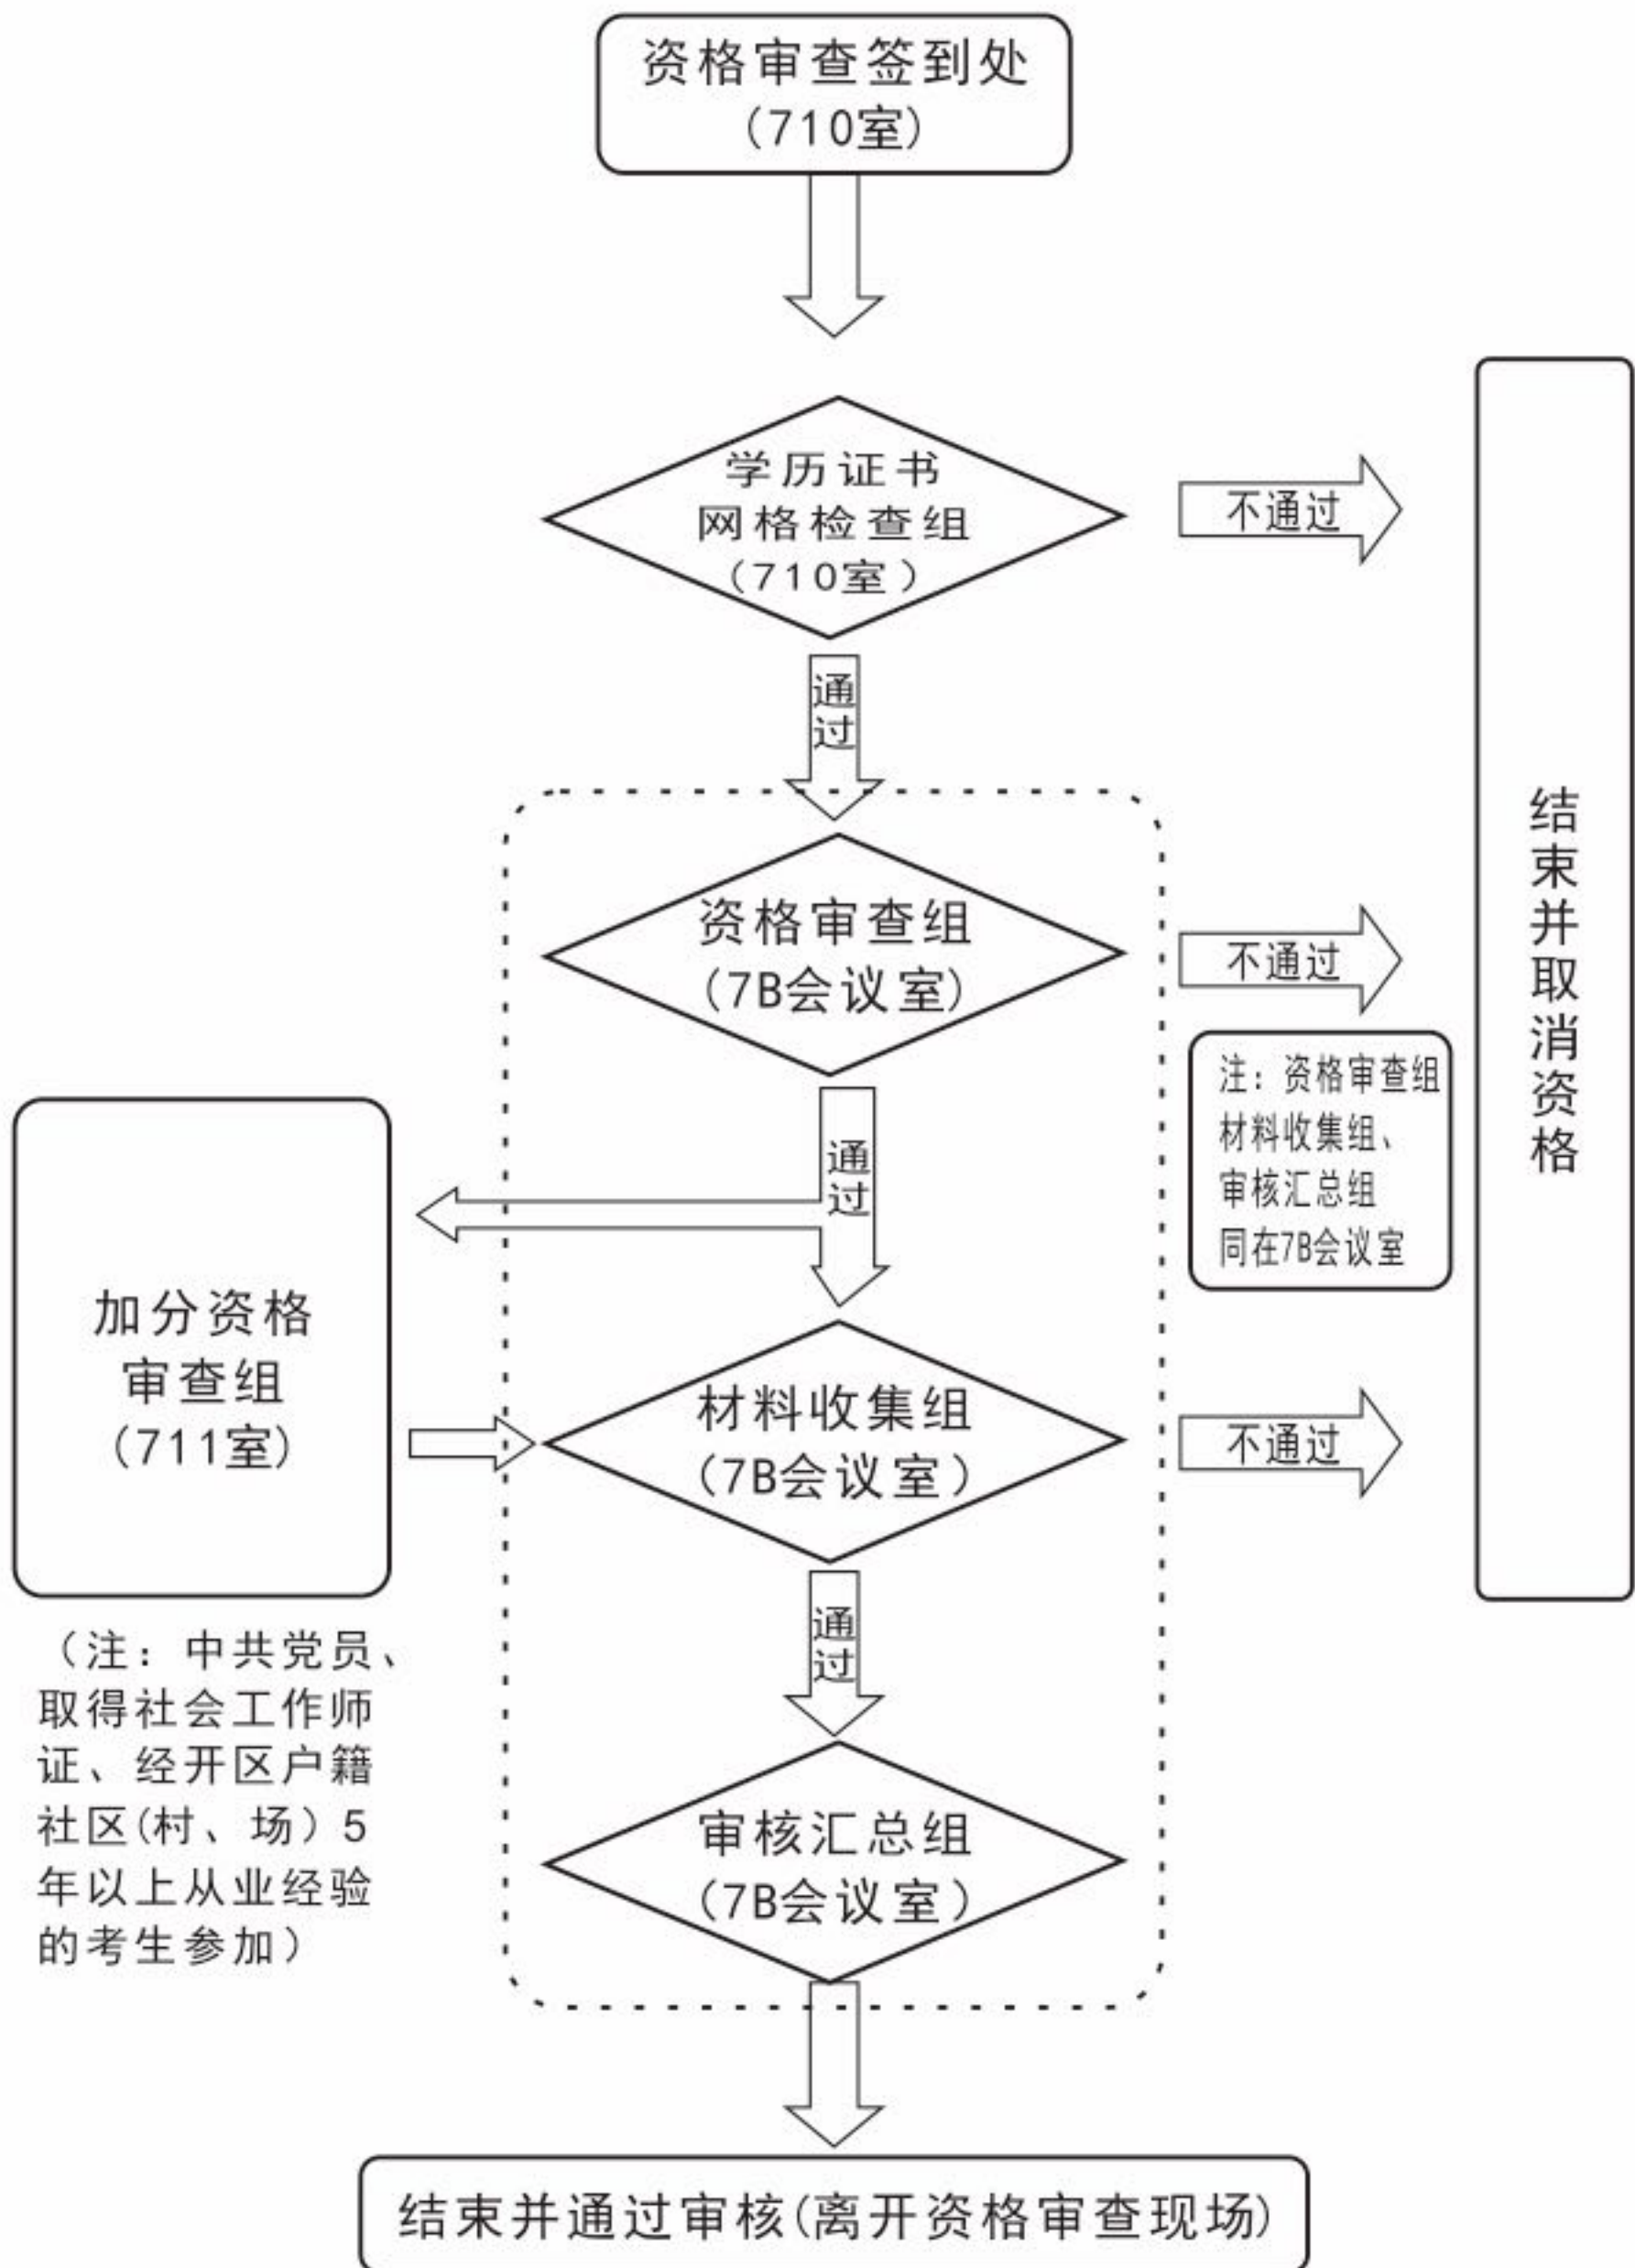 资格审查签到处
(710室)
学历证书
网格检查组
(710室)
不通过
通过
资格审查组
(7B会议室)
不通过
注：资格审查组
材料收集组、
审核汇总组
同在7B会议室
结束并取消资格
通过
加分资格
审查组
(711室)
材料收集组
(7B会议室)
不通过
(注：中共党员、
取得社会工作师
证、经开区户籍
社区(村、场) 5
年以上从业经验
的考生参加)
通过
审核汇总组
(7B会议室)
结束并通过审核(离开资格审查现场)